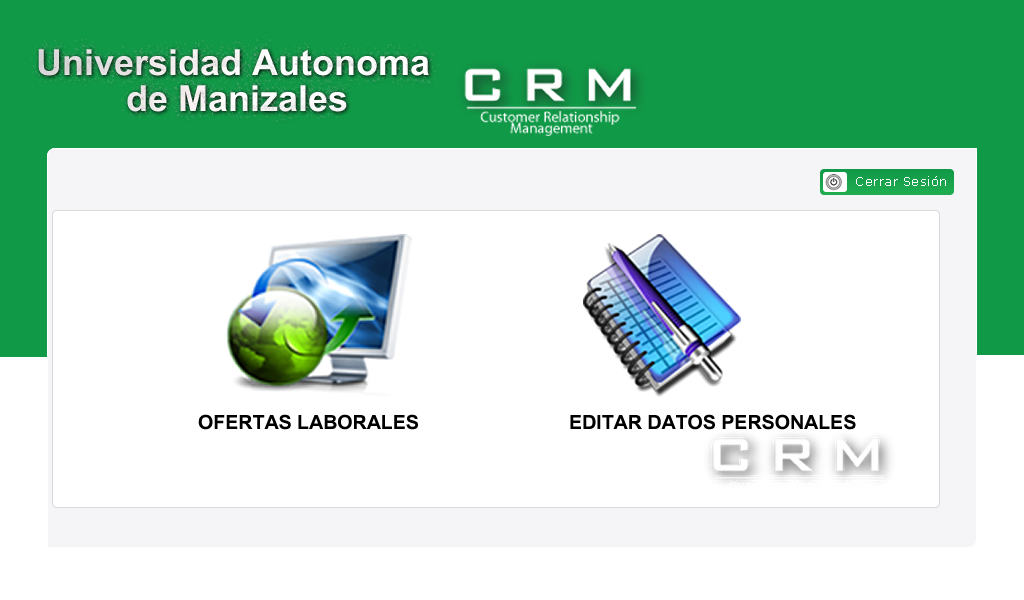 Universidad Autonoma
de Manizales
CRM
Customer Relationship
Management
Cerrar Sesión
OFERTAS LABORALES
EDITAR DATOS PERSONALES
CRM